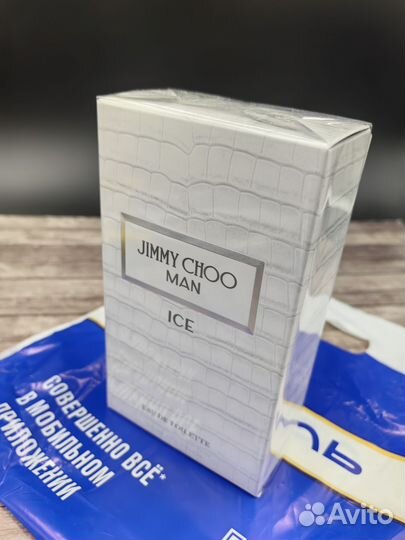 JIMMY CHOO
MAN
ICE
EAU DE TOILETTE
СОВЕРШЕННО ВСЁ*
В МОБИЛЬНОМ
ПРИЛОЖЕНИИ
Avito